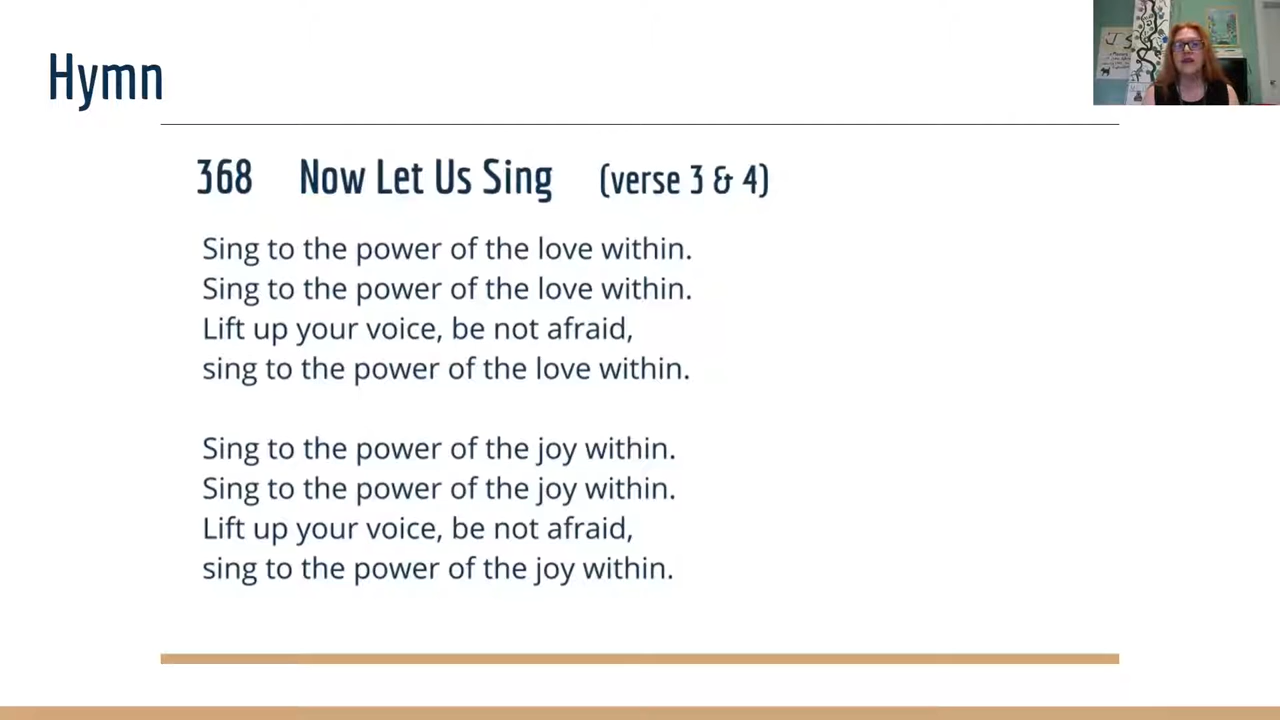 Hymn
368 Now Let Us Sing (verse 3 & 4)
Sing to the power of the love within.
Sing to the power of the love within.
Lift up your voice, be not afraid,
sing to the power of the love within.
Sing to the power of the joy within.
Sing to the power of the joy within.
Lift up your voice, be not afraid,
sing to the power of the joy within.